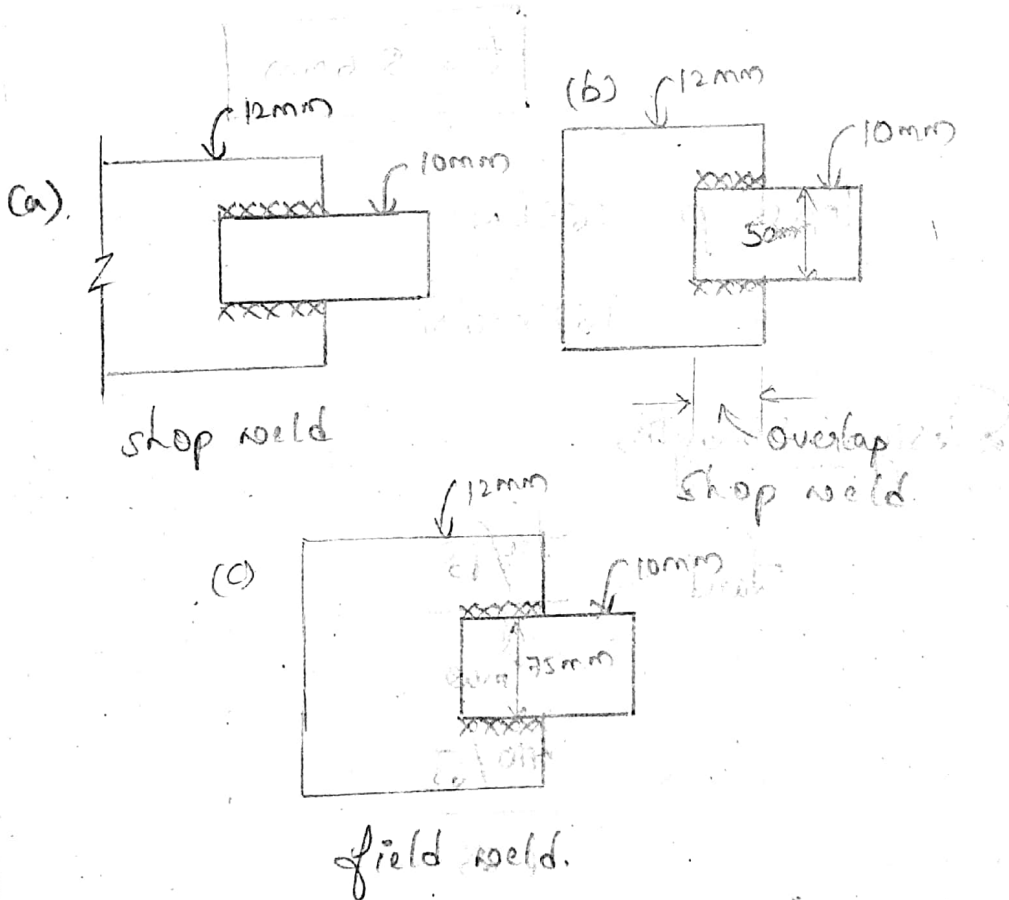 12mm
10mm
(a).
shop weld
(b)
12mm
10mm
50mm
overlap
shop weld.
(c)
12mm
10mm
75mm
field weld.